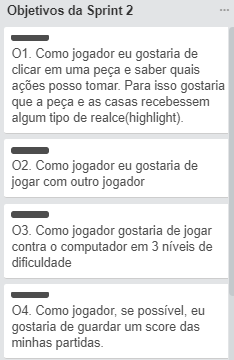 Objetivos da Sprint 2
O1. Como jogador eu gostaria de
clicar em uma peça e saber quais
ações posso tomar. Para isso gostaria
que a peça e as casas recebessem
algum tipo de realce(highlight).
O2. Como jogador eu gostaria de
jogar com outro jogador
O3. Como jogador gostaria de jogar
contra o computador em 3 níveis de
dificuldade
O4. Como jogador, se possível, eu
gostaria de guardar um score das
minhas partidas.